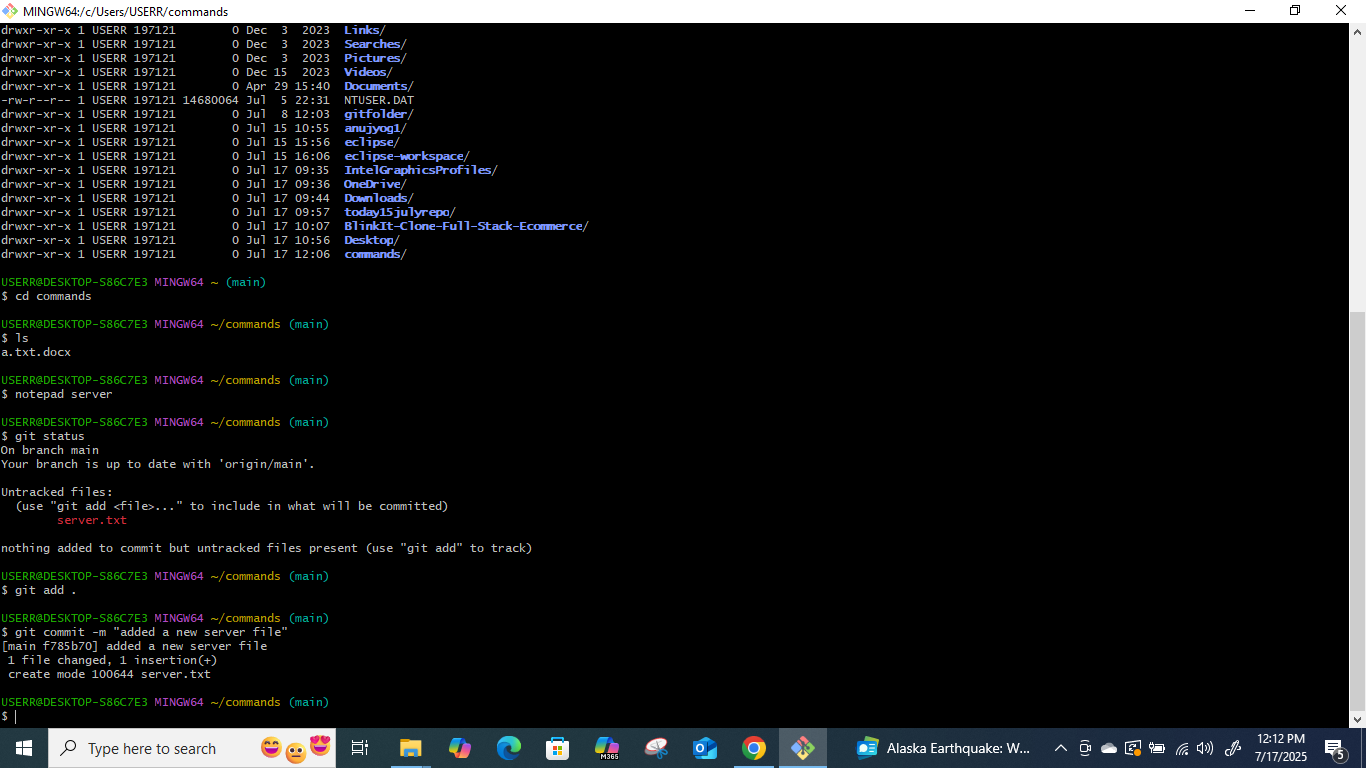 MINGW64:/c/Users/USERR/commands
drwxr-xr-x 1 USERR 197121        0 Dec  3  2023  Links/
drwxr-xr-x 1 USERR 197121        0 Dec  3  2023  Searches/
drwxr-xr-x 1 USERR 197121        0 Dec  3  2023  Pictures/
drwxr-xr-x 1 USERR 197121        0 Dec 15  2023  Videos/
drwxr-xr-x 1 USERR 197121        0 Apr 29 15:40  Documents/
-rw-r--r-- 1 USERR 197121 14680064 Jul  5 22:31  NTUSER.DAT
drwxr-xr-x 1 USERR 197121        0 Jul  8 12:03  gitfolder/
drwxr-xr-x 1 USERR 197121        0 Jul 15 10:55  anujyog1/
drwxr-xr-x 1 USERR 197121        0 Jul 15 15:56  eclipse/
drwxr-xr-x 1 USERR 197121        0 Jul 15 16:06  eclipse-workspace/
drwxr-xr-x 1 USERR 197121        0 Jul 17 09:35  IntelGraphicsProfiles/
drwxr-xr-x 1 USERR 197121        0 Jul 17 09:36  OneDrive/
drwxr-xr-x 1 USERR 197121        0 Jul 17 09:44  Downloads/
drwxr-xr-x 1 USERR 197121        0 Jul 17 09:57  today15julyrepo/
drwxr-xr-x 1 USERR 197121        0 Jul 17 10:07  BlinkIt-Clone-Full-Stack-Ecommerce/
drwxr-xr-x 1 USERR 197121        0 Jul 17 10:56  Desktop/
drwxr-xr-x 1 USERR 197121        0 Jul 17 12:06  commands/
USERR@DESKTOP-S86C7E3 MINGW64 ~ (main)
$ cd commands
USERR@DESKTOP-S86C7E3 MINGW64 ~/commands (main)
$ ls
a.txt.docx
USERR@DESKTOP-S86C7E3 MINGW64 ~/commands (main)
$ notepad server
USERR@DESKTOP-S86C7E3 MINGW64 ~/commands (main)
$ git status
On branch main
Your branch is up to date with 'origin/main'.
Untracked files:
  (use "git add <file>..." to include in what will be committed)
        server.txt
nothing added to commit but untracked files present (use "git add" to track)
USERR@DESKTOP-S86C7E3 MINGW64 ~/commands (main)
$ git add .
USERR@DESKTOP-S86C7E3 MINGW64 ~/commands (main)
$ git commit -m "added a new server file"
[main f785b70] added a new server file
 1 file changed, 1 insertion(+)
 create mode 100644 server.txt
USERR@DESKTOP-S86C7E3 MINGW64 ~/commands (main)
$
Type here to search
M365
Alaska Earthquake: W...
12:12 PM
7/17/2025
5